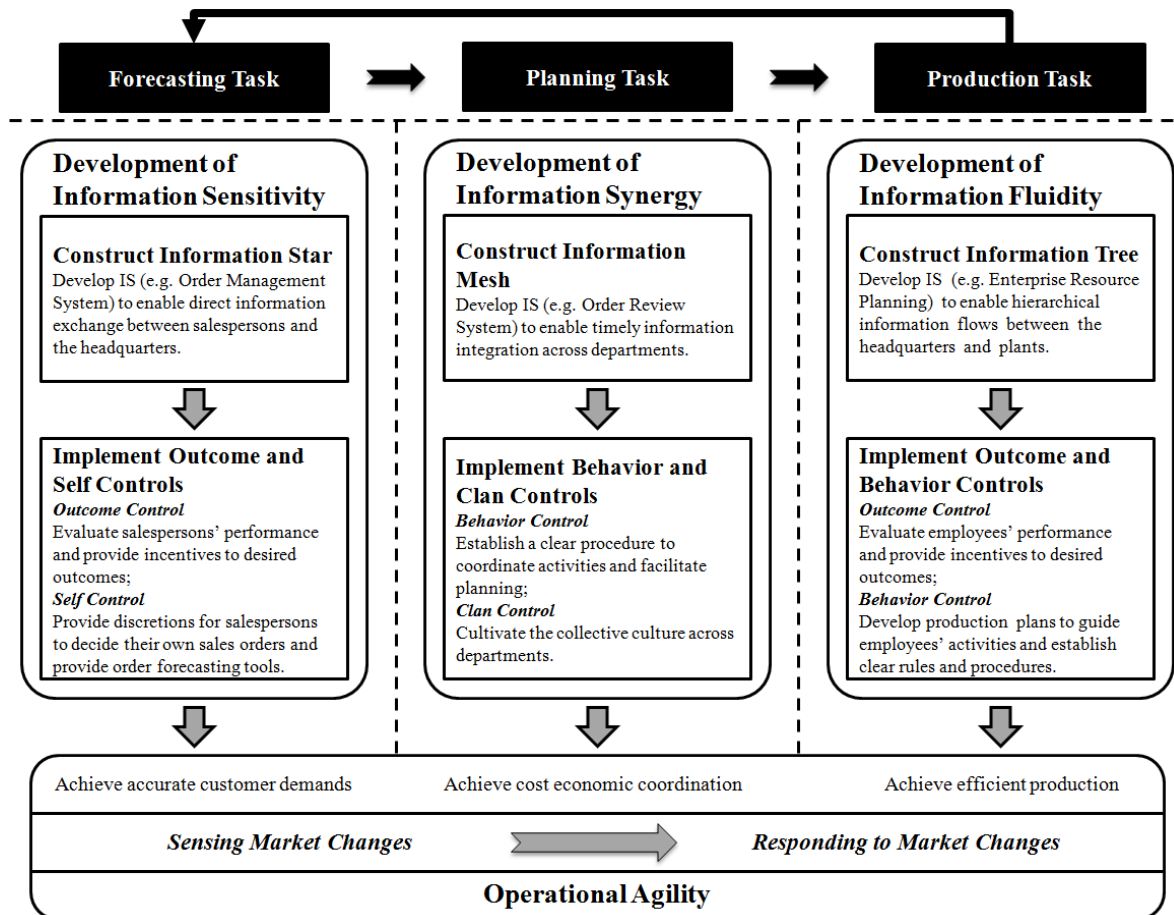 Forecasting Task
Planning Task
Production Task
Development of
Information Sensitivity
Construct Information Star
Develop IS (e.g. Order Management
System) to enable direct information
exchange between salespersons and
the headquarters.
Implement Outcome and
Self Controls
Outcome Control
Evaluate salespersons’ performance
and provide incentives to desired
outcomes;
Self Control
Provide discretions for salespersons
to decide their own sales orders and
provide order forecasting tools.
Development of
Information Synergy
Construct Information
Mesh
Develop IS (e.g. Order Review
System) to enable timely information
integration across departments.
Implement Behavior and
Clan Controls
Behavior Control
Establish a clear procedure to
coordinate activities and facilitate
planning;
Clan Control
Cultivate the collective culture across
departments.
Development of
Information Fluidity
Construct Information Tree
Develop IS (e.g. Enterprise Resource
Planning) to enable hierarchical
information flows between the
headquarters and plants.
Implement Outcome and
Behavior Controls
Outcome Control
Evaluate employees’ performance
and provide incentives to desired
outcomes;
Behavior Control
Develop production plans to guide
employees’ activities and establish
clear rules and procedures.
Achieve accurate customer demands
Achieve cost economic coordination
Achieve efficient production
Sensing Market Changes
Responding to Market Changes
Operational Agility